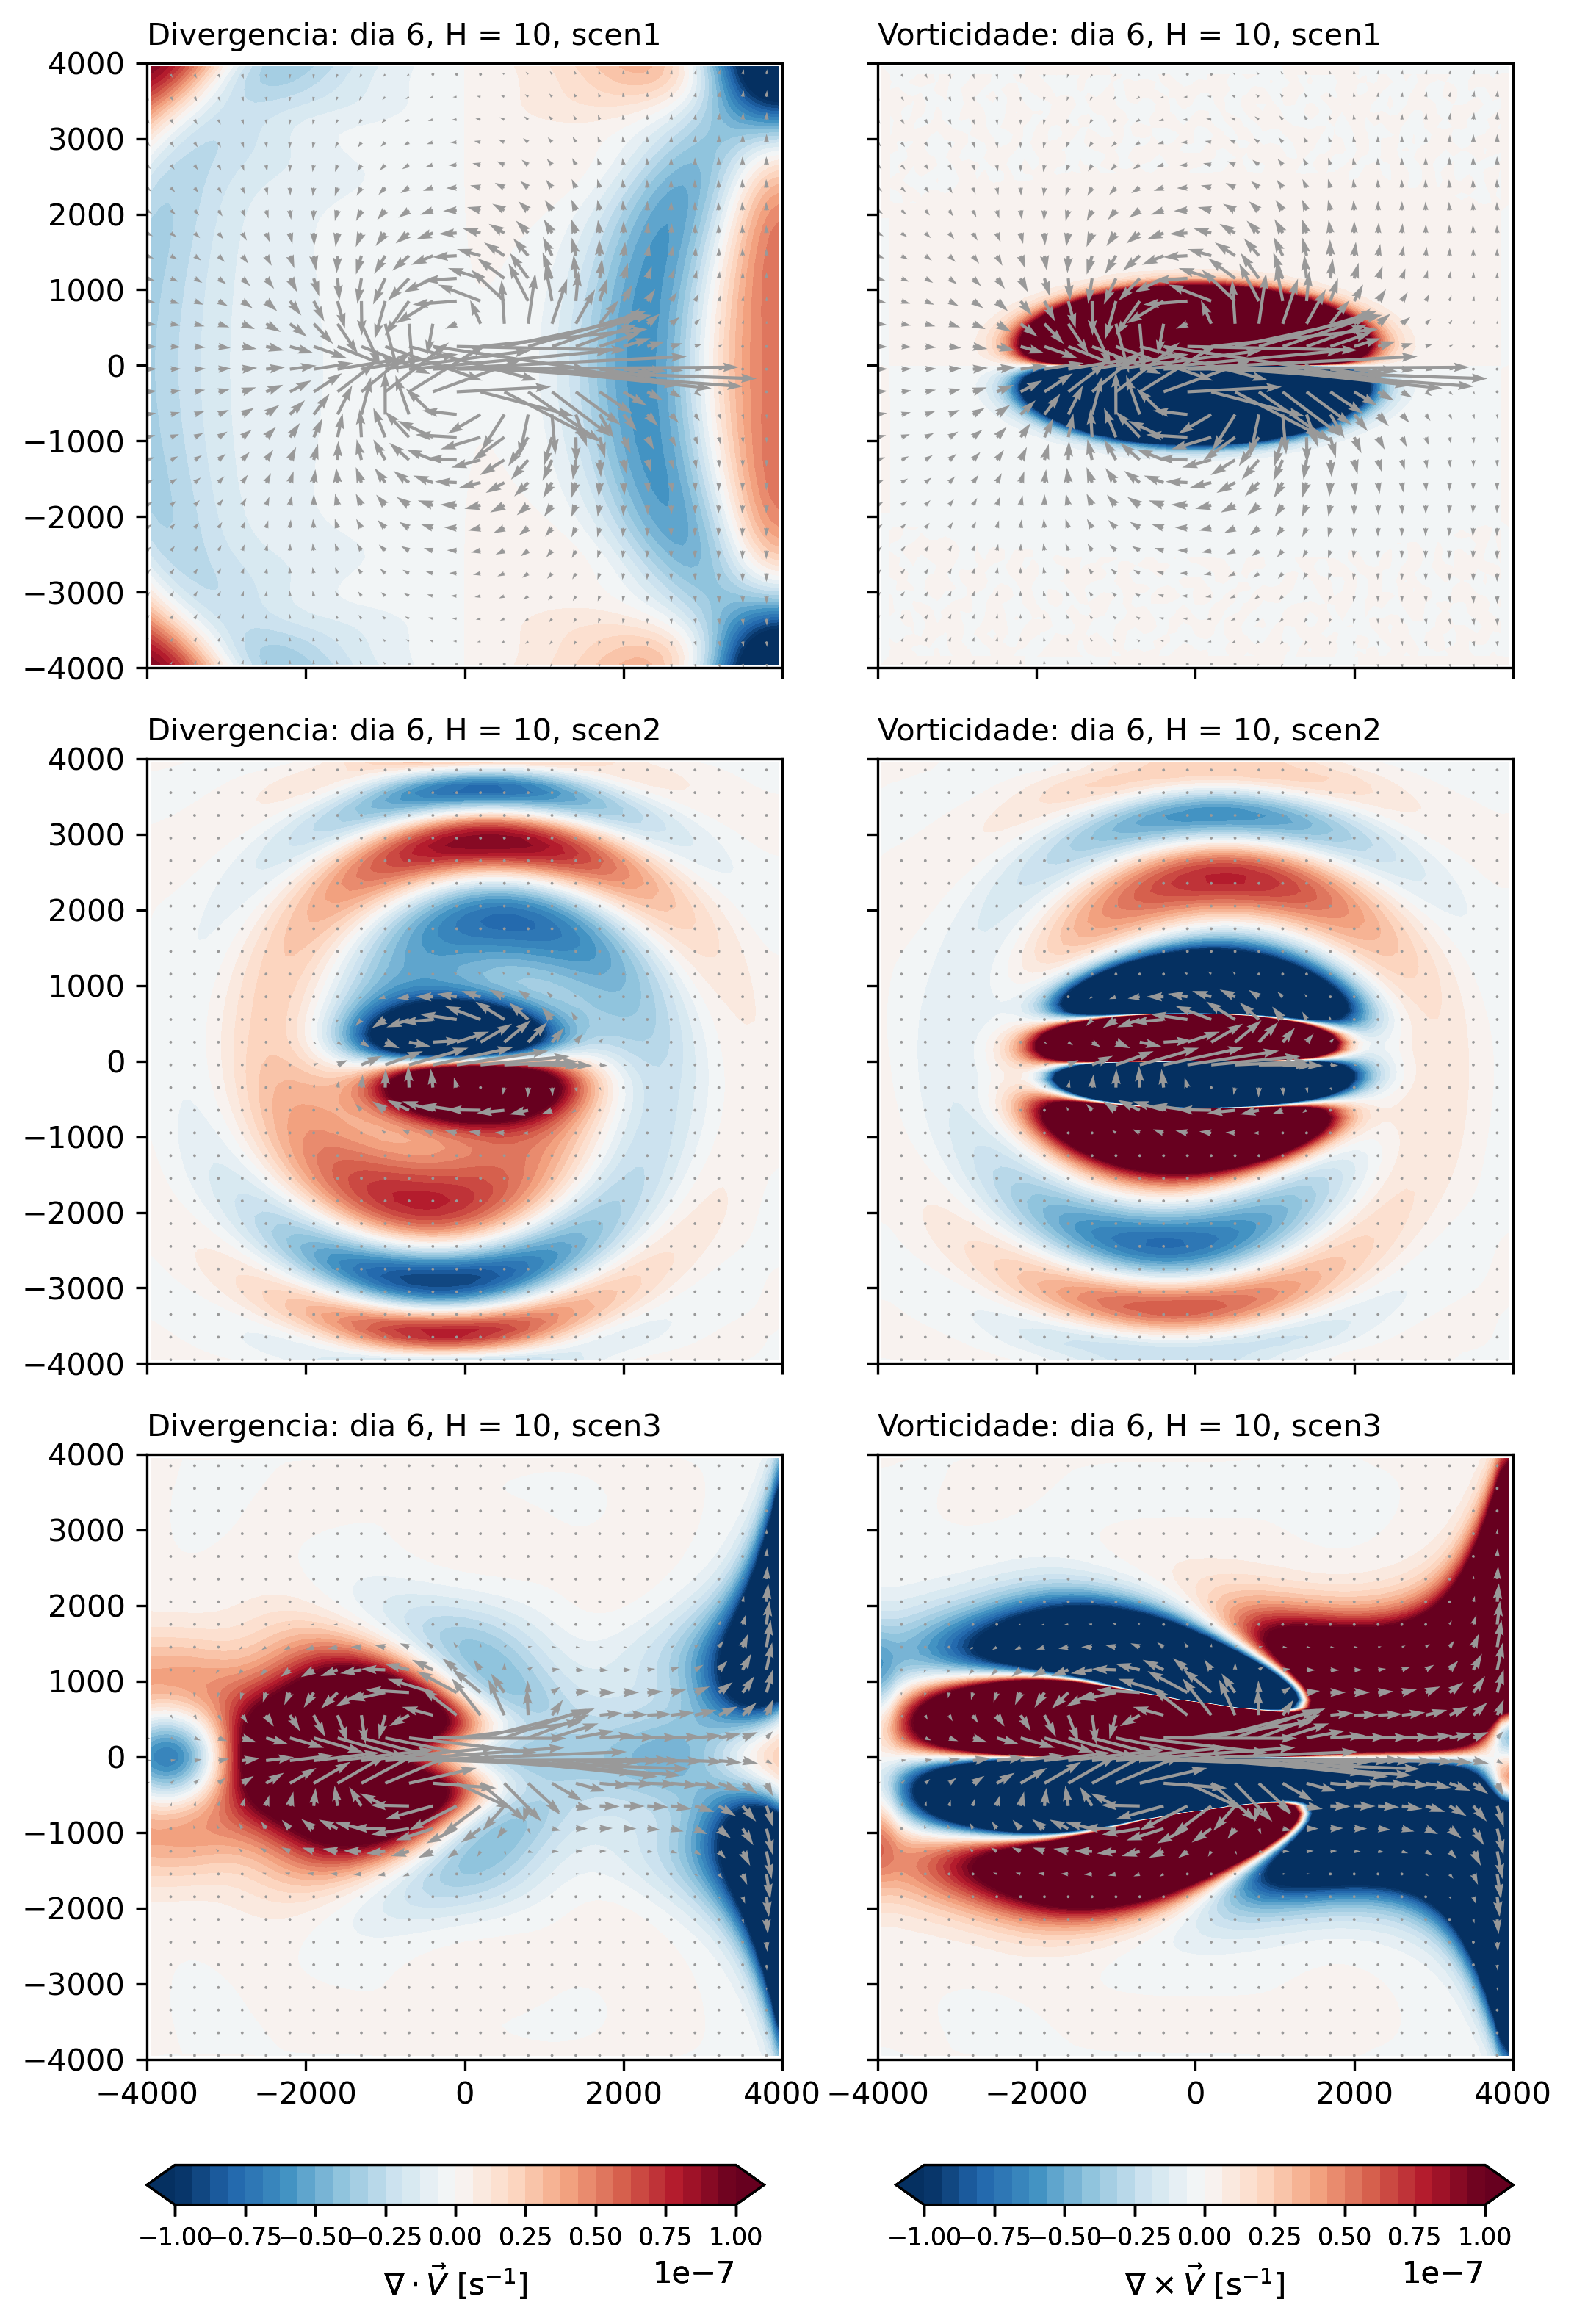 Divergencia: dia 6, H = 10, scen1
Vorticidade: dia 6, H = 10, scen1
4000
3000
2000
1000
0
−1000
−2000
−3000
−4000
Divergencia: dia 6, H = 10, scen2
Vorticidade: dia 6, H = 10, scen2
4000
3000
2000
1000
0
−1000
−2000
−3000
−4000
Divergencia: dia 6, H = 10, scen3
Vorticidade: dia 6, H = 10, scen3
4000
3000
2000
1000
0
−1000
−2000
−3000
−4000
−4000 −2000 0 2000 4000 −4000 −2000 0 2000 4000
−1.00 −0.75 −0.50 −0.25 0.00 0.25 0.50 0.75 1.00 −1.00 −0.75 −0.50 −0.25 0.00 0.25 0.50 0.75 1.00
1e−7 1e−7
∇ · V⃗ [s⁻¹] ∇ × V⃗ [s⁻¹]